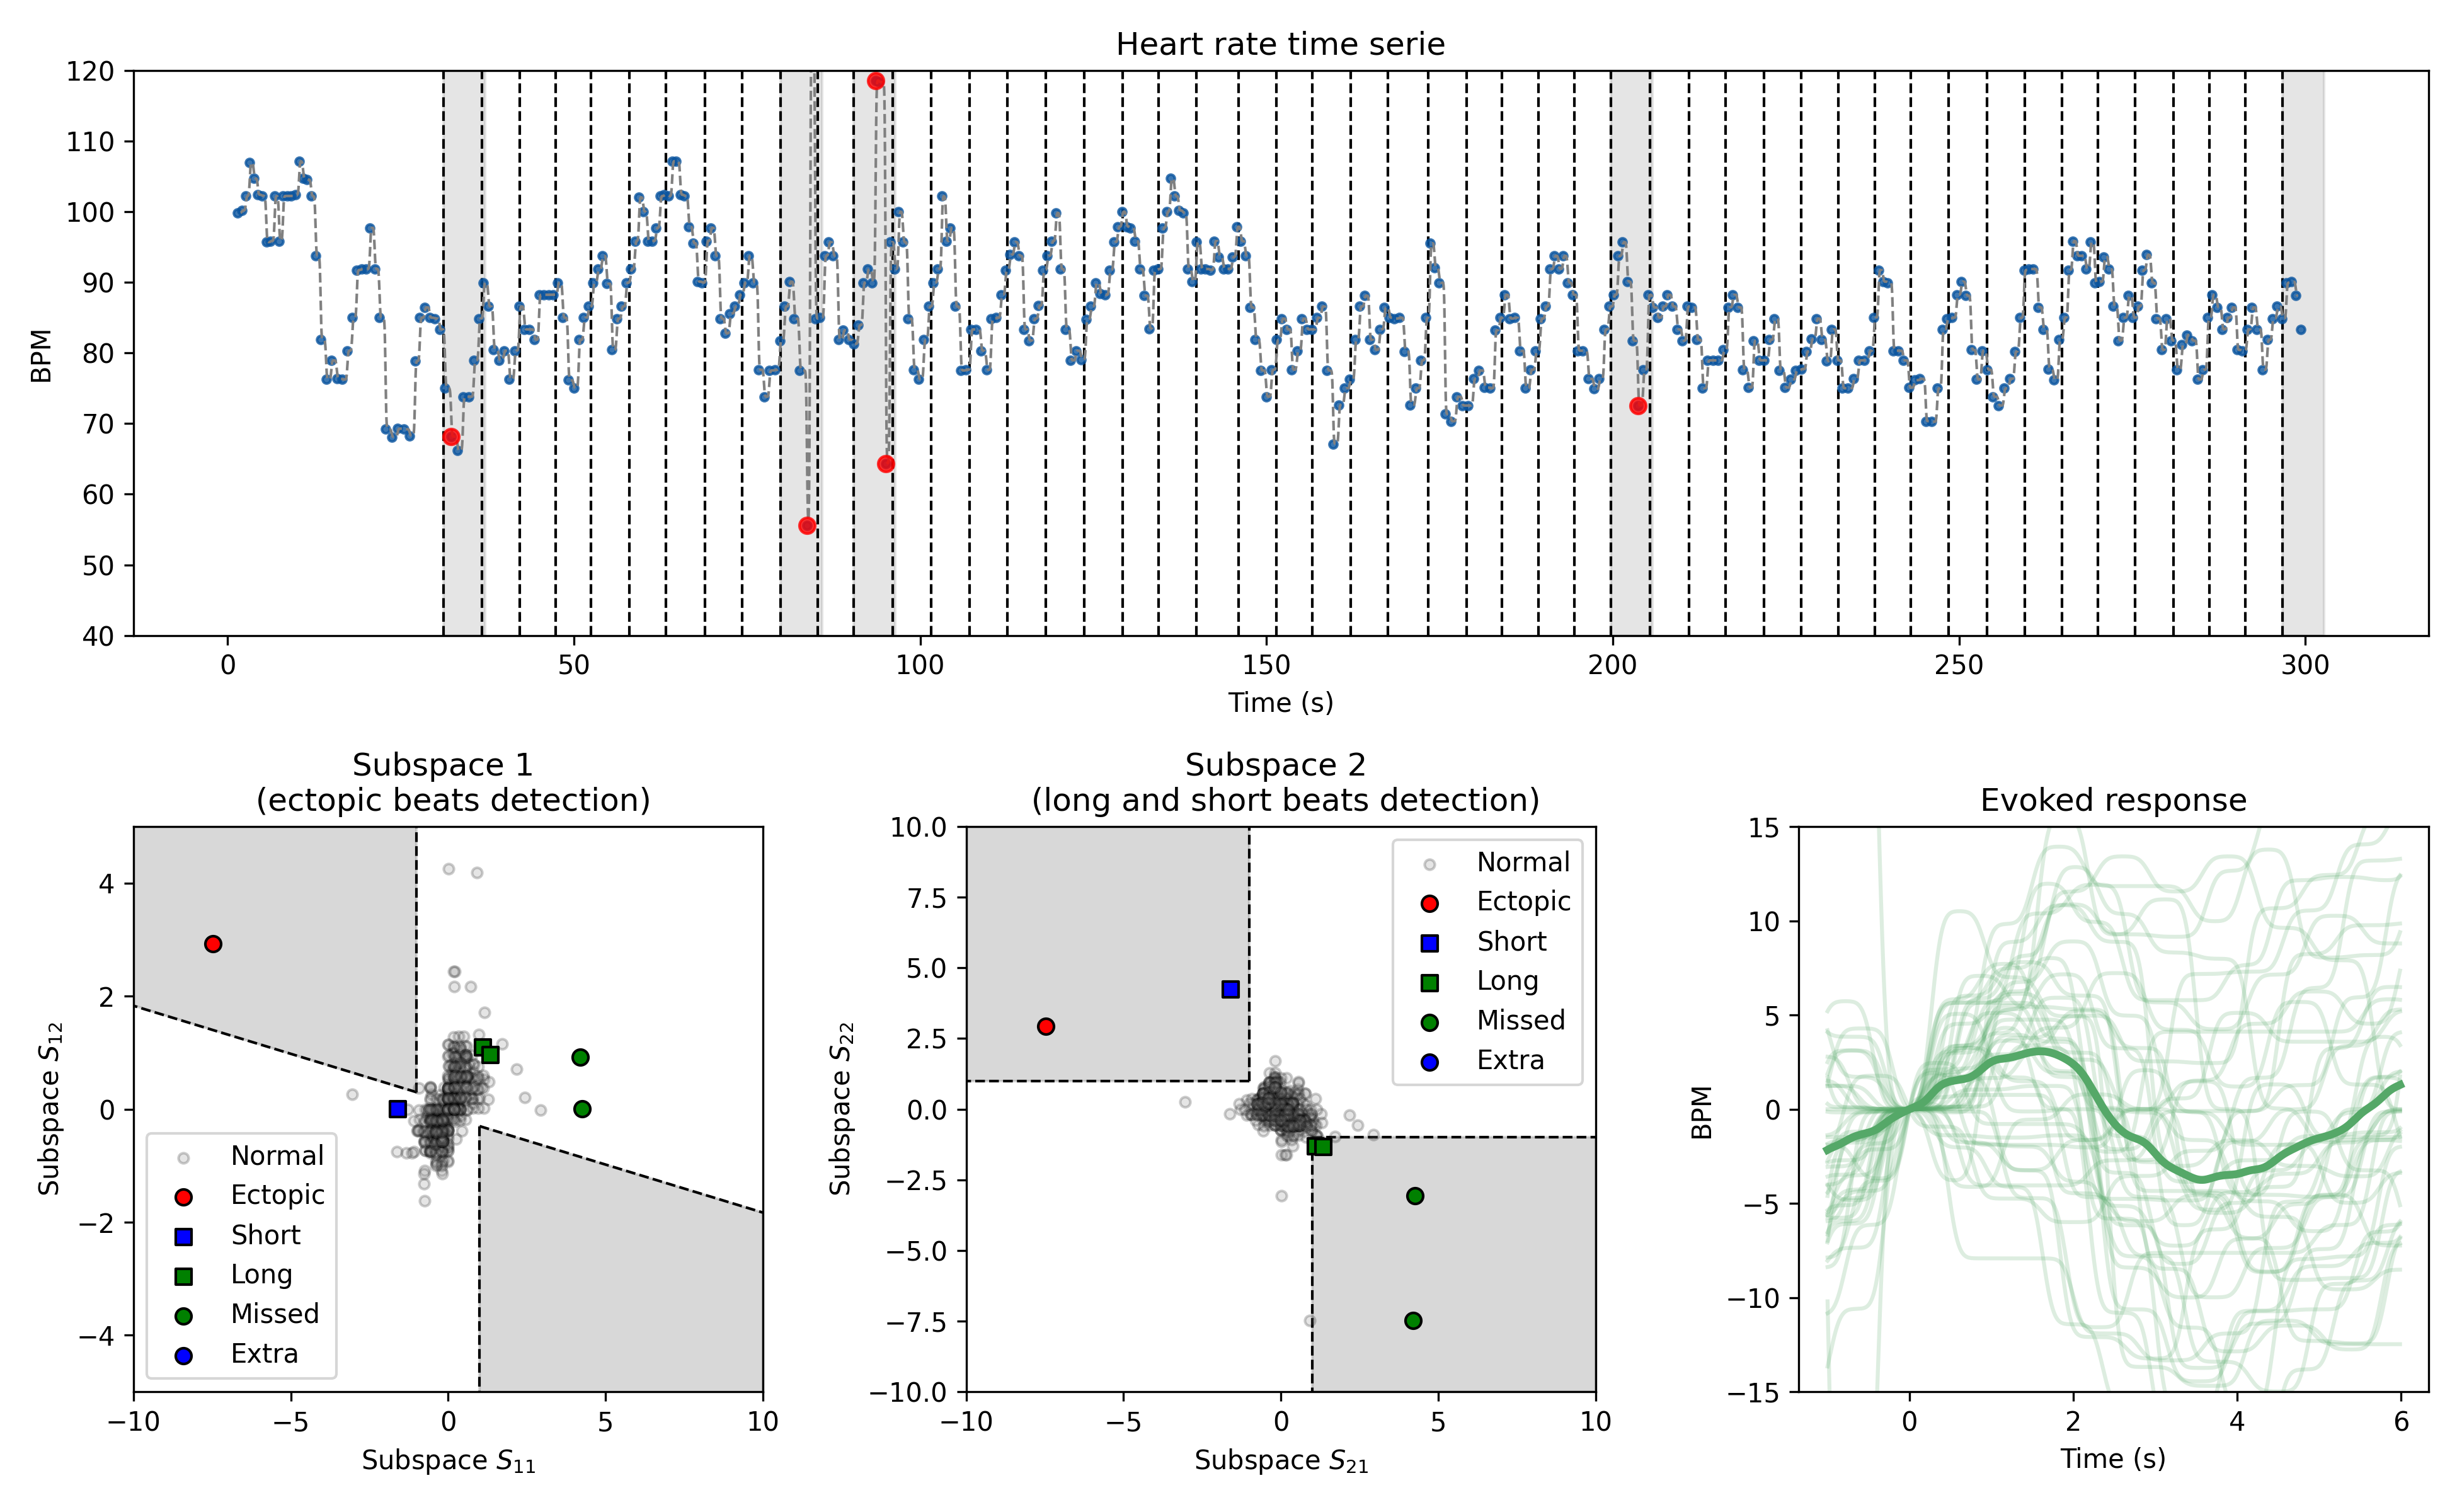 Heart rate time serie
120
110
100
90
80
70
60
50
40
BPM
0 50 100 150 200 250 300
Time (s)
Subspace 1
(ectopic beats detection)
4
2
0
−2
−4
Subspace S₁₂
Normal
Ectopic
Short
Long
Missed
Extra
−10 −5 0 5 10
Subspace S₁₁
Subspace 2
(long and short beats detection)
10.0
7.5
5.0
2.5
0.0
−2.5
−5.0
−7.5
−10.0
Subspace S₂₂
Normal
Ectopic
Short
Long
Missed
Extra
−10 −5 0 5 10
Subspace S₂₁
Evoked response
15
10
5
0
−5
−10
−15
BPM
0 2 4 6
Time (s)